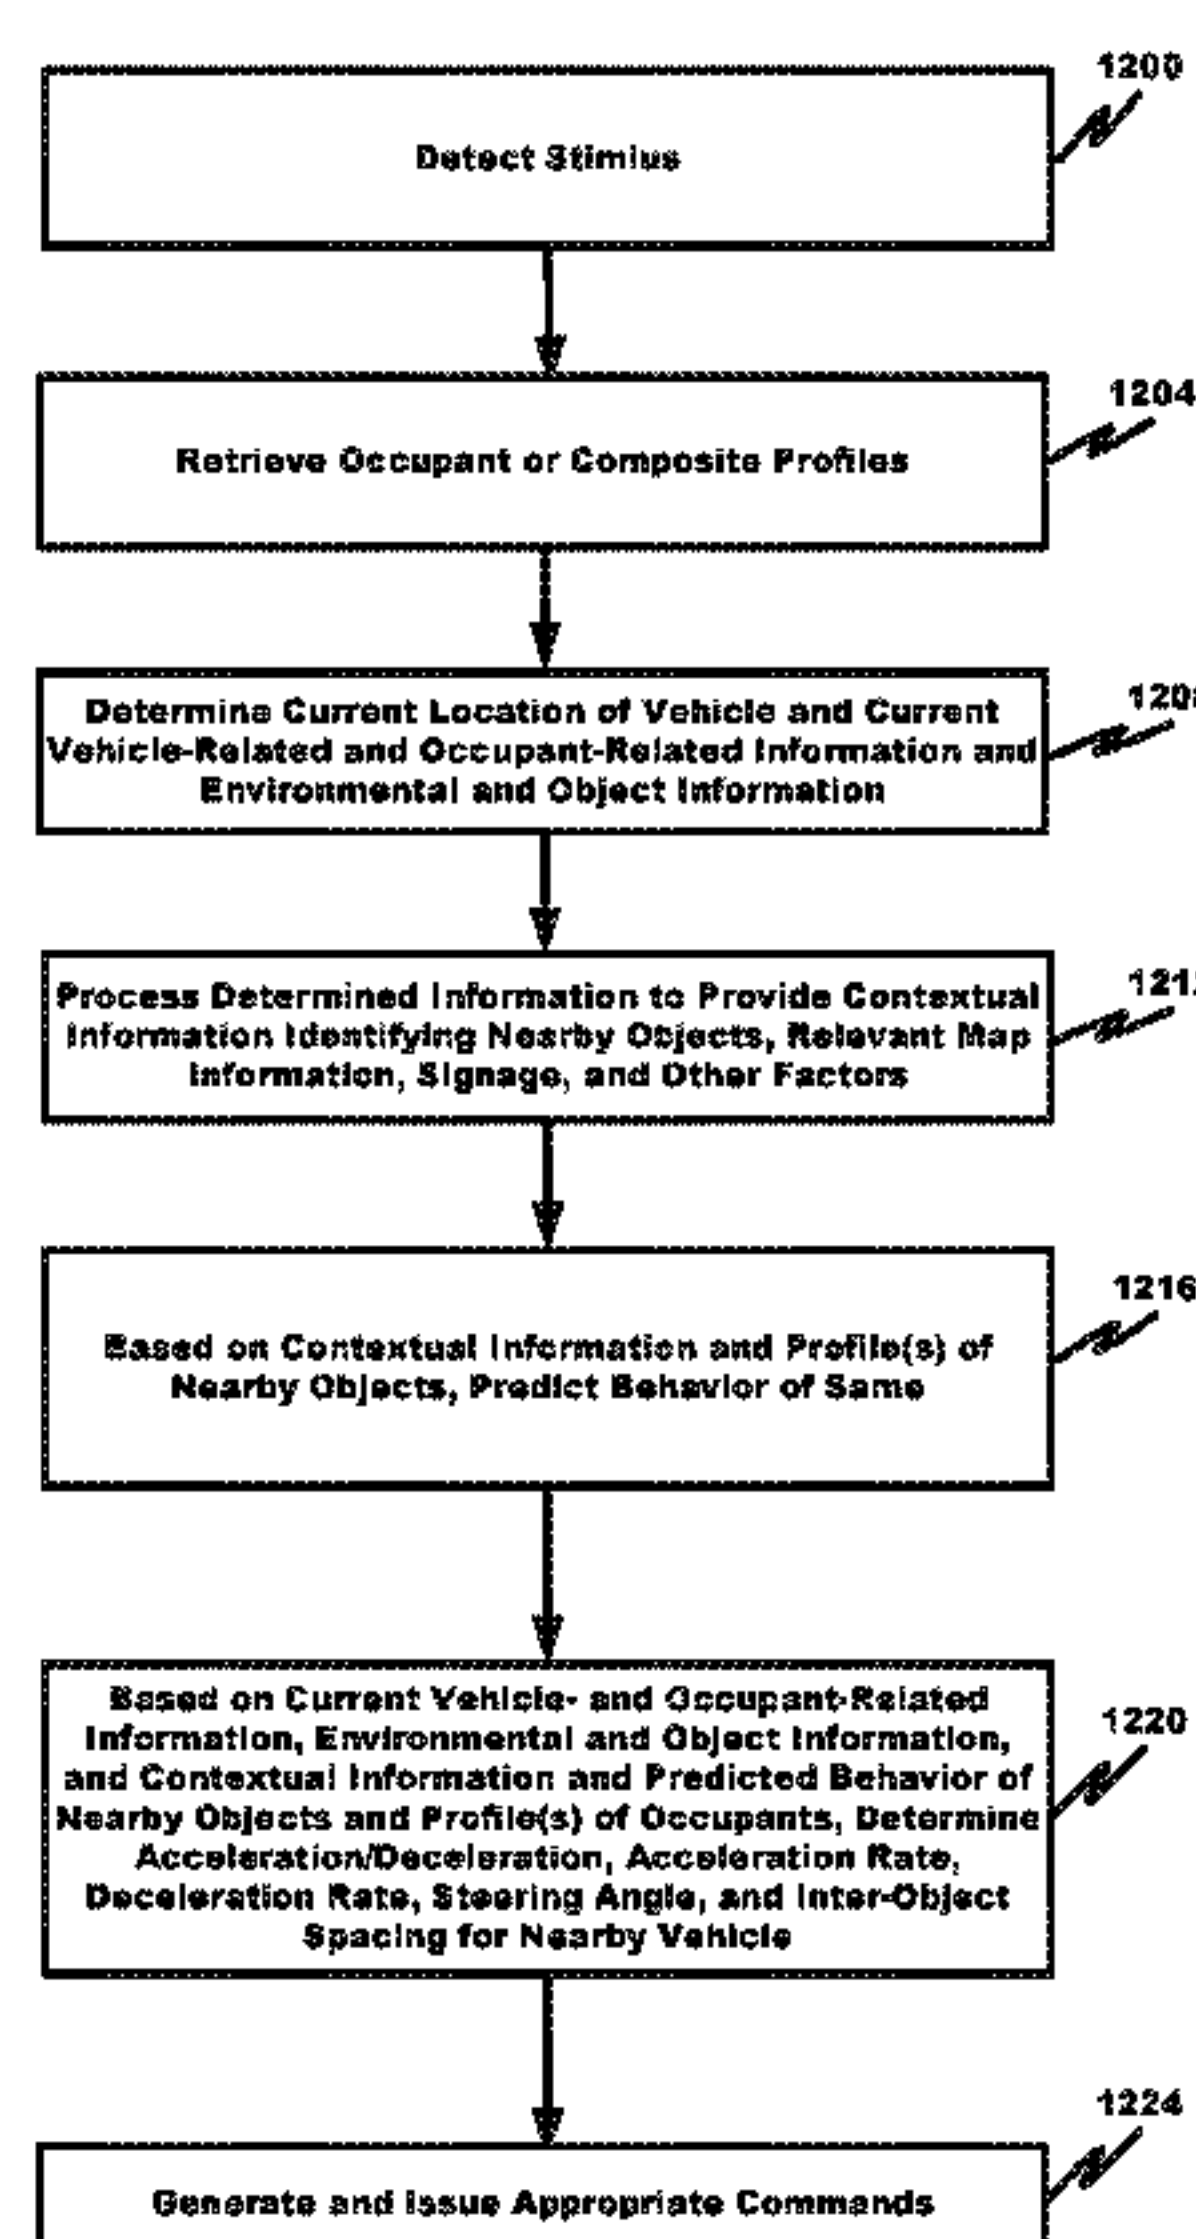 1200
Detect Stimlus
1204
Retrieve Occupant or Composite Profiles
Determine Current Location of Vehicle and Current
Vehicle-Related and Occupant-Related Information and
Environmental and Object Information
Process Determined Information to Provide Contextual
Information Identifying Nearby Objects, Relevant Map
Information, Signage, and Other Factors
1216
Based on Contextual Information and Profile(s) of
Nearby Objects, Predict Behavior of Same
1220
Based on Current Vehicle- and Occupant-Related
Information, Environmental and Object Information,
and Contextual Information and Predicted Behavior of
Nearby Objects and Profile(s) of Occupants, Determine
Acceleration/Deceleration, Acceleration Rate,
Deceleration Rate, Steering Angle, and Inter-Object
Spacing for Nearby Vehicle
1224
Generate and Issue Appropriate Commands